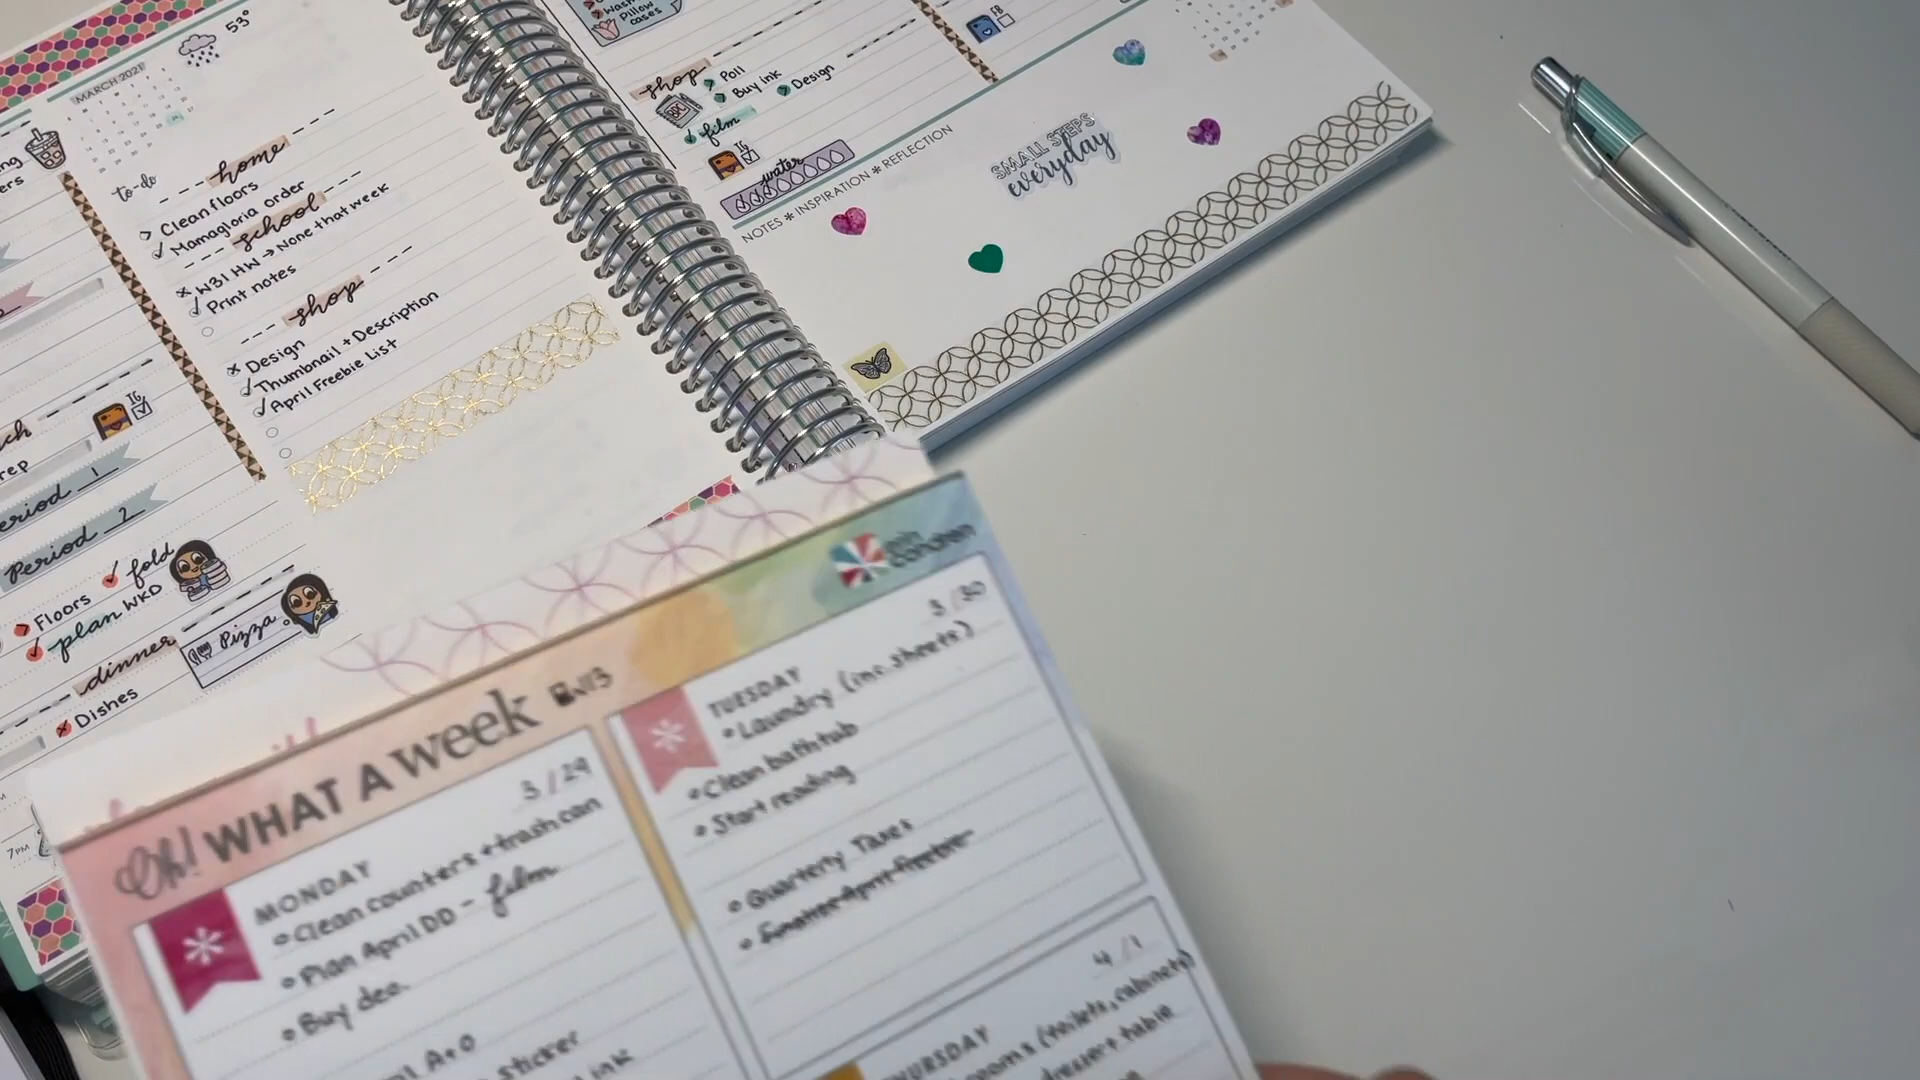 53°
MARCH 2021
to-do
home
Clean floors
Mamagloria order
school
W31 HW → None that week
Print notes
shop
Design
Thumbnail + Description
April Freebie List
IG
Period 1
Period 2
Floors
fold
plan WKD
dinner
Pizza
Dishes
7PM
Pillow
cases
shop
Poll
Buy ink
Design
film
IG
water
FB
NOTES * INSPIRATION * REFLECTION
SMALL STEPS
everyday
Oh! WHAT A week
MONDAY
3/29
Clean counters + trash can
Plan April DD - film
Buy deo.
sticker
ink
TUESDAY
3/30
Laundry (inc. sheets)
Clean bathtub
Start reading
Quarterly Taxes
4/1
(toilets, cabinets)
table